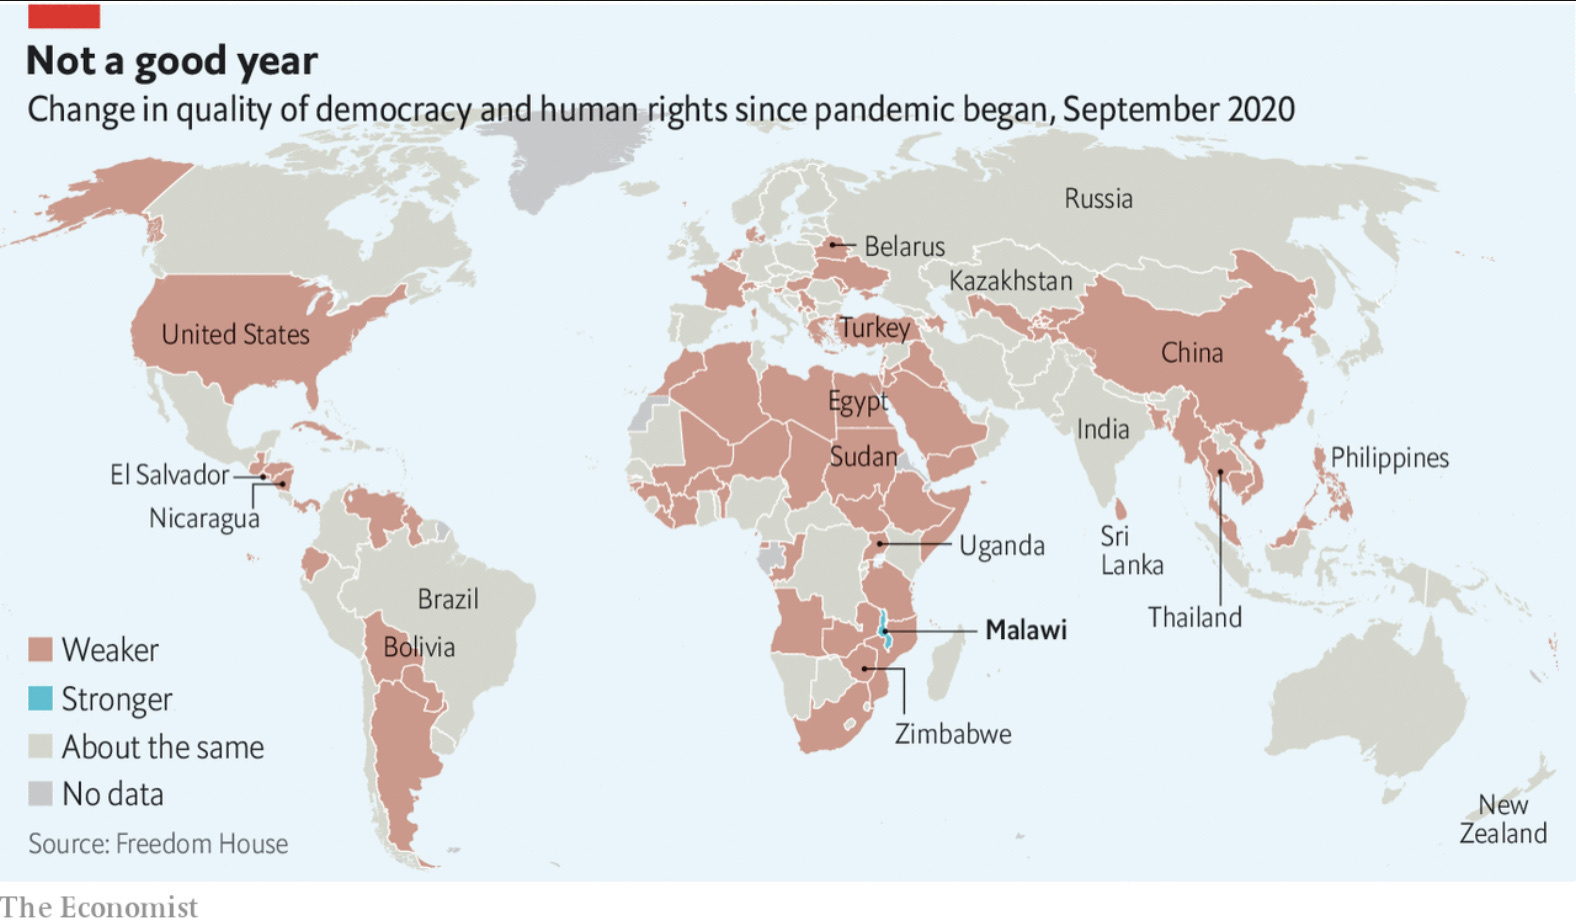 Not a good year
Change in quality of democracy and human rights since pandemic began, September 2020
Russia
Belarus
Kazakhstan
United States
Turkey
China
Egypt
India
Sudan
Philippines
El Salvador
Nicaragua
Uganda
Sri
Lanka
Brazil
Thailand
Malawi
Bolivia
Zimbabwe
New
Zealand
Weaker
Stronger
About the same
No data
Source: Freedom House
The Economist